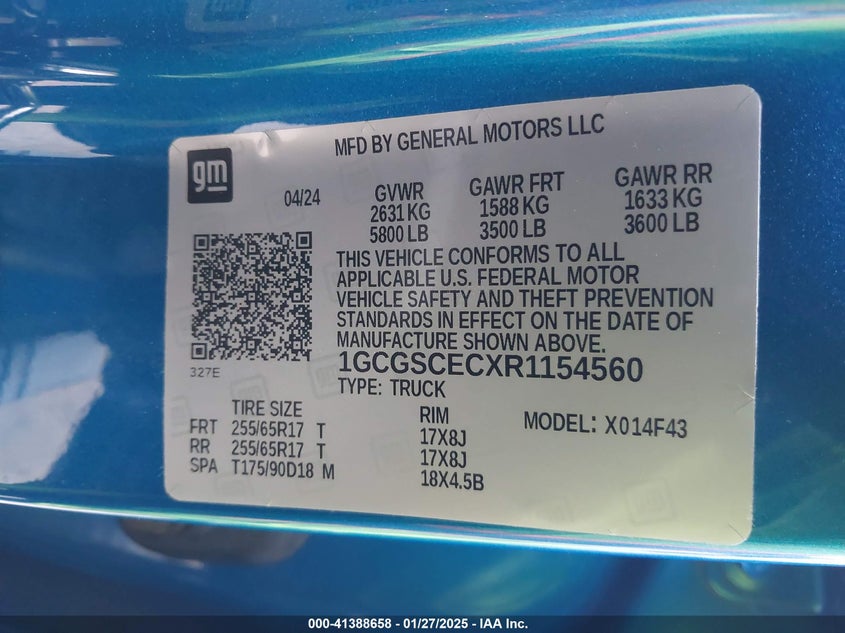 MFD BY GENERAL MOTORS LLC
gm
04/24
GVWR
2631 KG
5800 LB
GAWR FRT
1588 KG
3500 LB
GAWR RR
1633 KG
3600 LB
THIS VEHICLE CONFORMS TO ALL
APPLICABLE U.S. FEDERAL MOTOR
VEHICLE SAFETY AND THEFT PREVENTION
STANDARDS IN EFFECT ON THE DATE OF
MANUFACTURE SHOWN ABOVE.
327E
1GCGSCECXR1154560
TYPE: TRUCK
TIRE SIZE
RIM
MODEL: X014F43
FRT 255/65R17 T 17X8J
RR 255/65R17 T 17X8J
SPA T175/90D18 M 18X4.5B
000-41388658 / 01/27/2025 / IAA Inc.